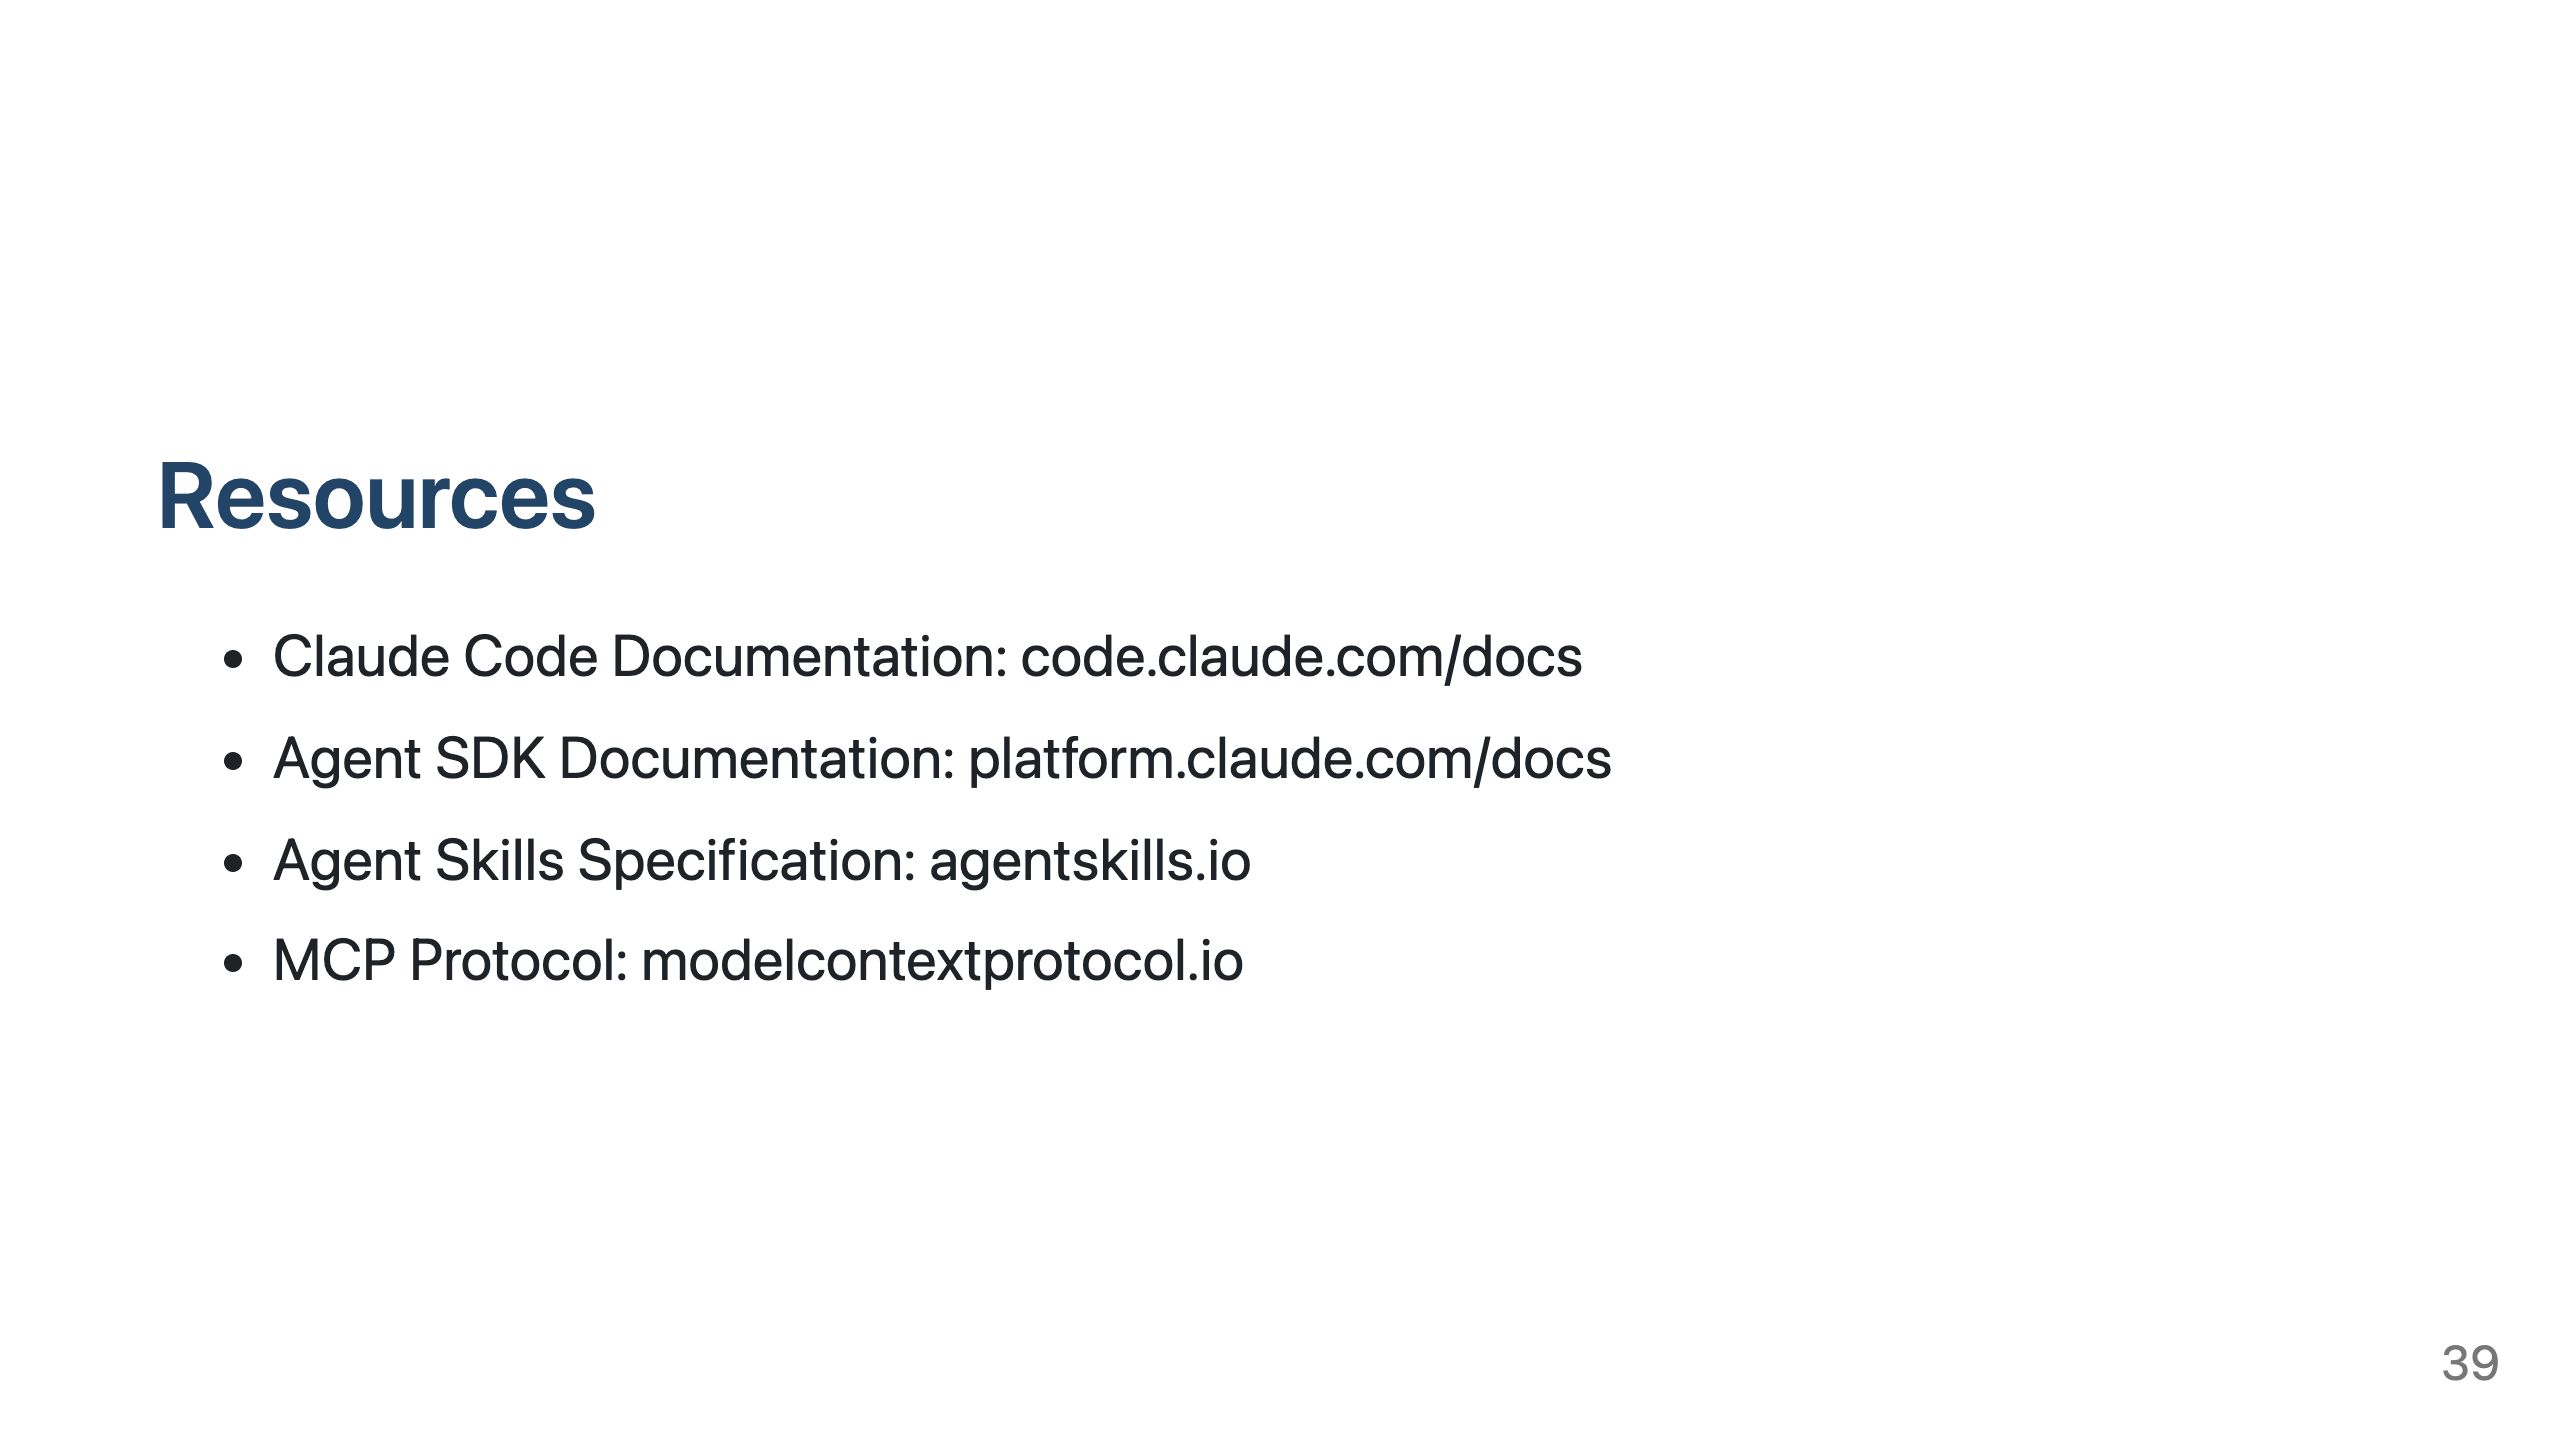 Resources
• Claude Code Documentation: code.claude.com/docs
• Agent SDK Documentation: platform.claude.com/docs
• Agent Skills Specification: agentskills.io
• MCP Protocol: modelcontextprotocol.io
39